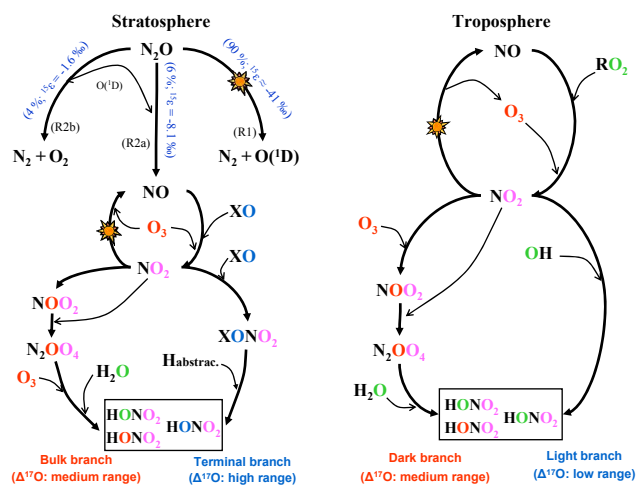 Stratosphere
N₂O
(4 %; ¹⁵ε = -1.6 ‰)
(6 %; ¹⁵ε = -8.1 ‰)
(90 %; ¹⁵ε = -41 ‰)
O(¹D)
(R2b)
(R2a)
(R1)
N₂ + O₂
N₂ + O(¹D)
NO
O₃
XO
XO
NO₂
NOO₂
N₂OO₄
XONO₂
O₃
H₂O
Habstrac.
HONO₂
HONO₂
HONO₂
Bulk branch
(Δ¹⁷O: medium range)
Terminal branch
(Δ¹⁷O: high range)
Troposphere
NO
RO₂
O₃
NO₂
O₃
OH
NOO₂
N₂OO₄
H₂O
HONO₂
HONO₂
HONO₂
Dark branch
(Δ¹⁷O: medium range)
Light branch
(Δ¹⁷O: low range)